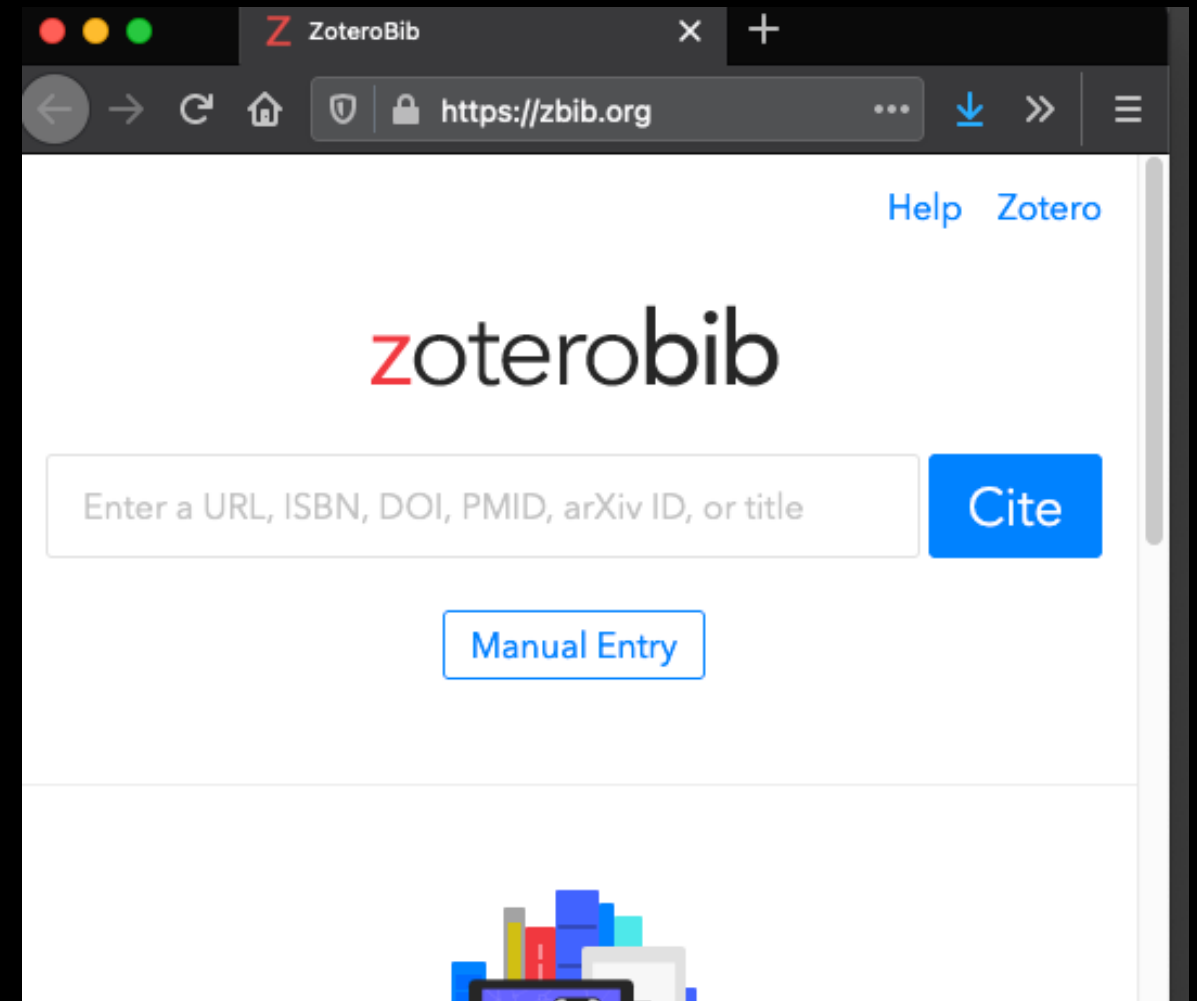 Z ZoteroBib
https://zbib.org
Help Zotero
zoterobib
Enter a URL, ISBN, DOI, PMID, arXiv ID, or title
Cite
Manual Entry